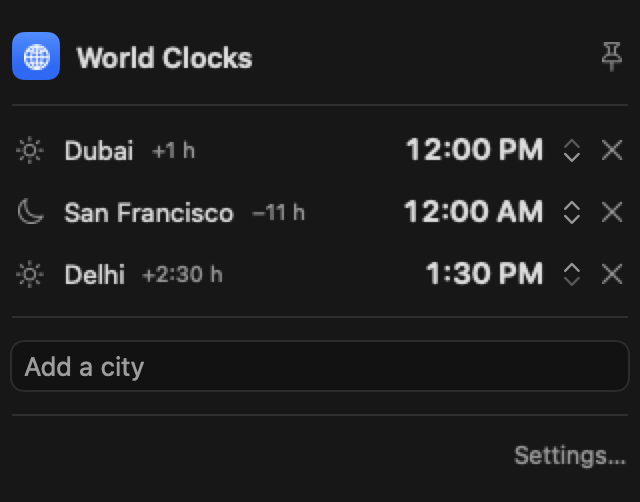 World Clocks
Dubai +1 h 12:00 PM
San Francisco −11 h 12:00 AM
Delhi +2:30 h 1:30 PM
Add a city
Settings...